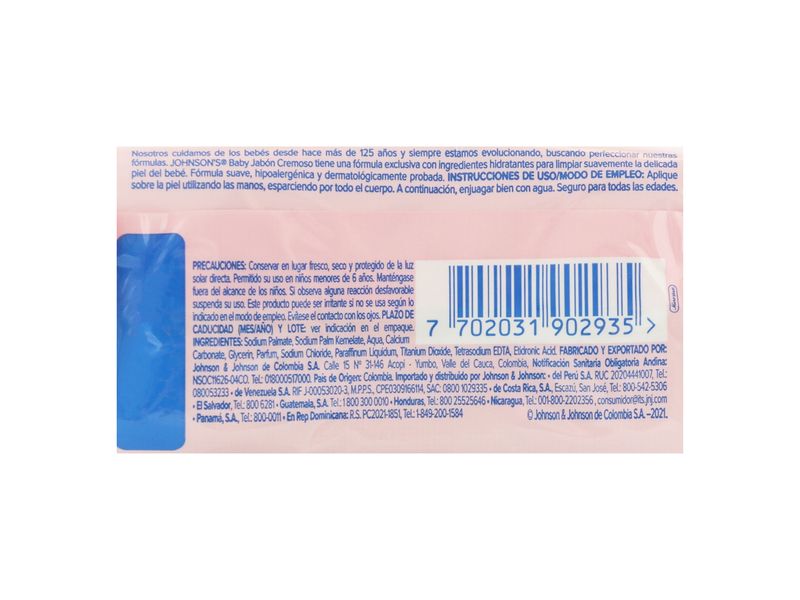 Nosotros cuidamos de los bebés desde hace más de 125 años y siempre estamos evolucionando, buscando perfeccionar nuestras
fórmulas. JOHNSON'S® Baby Jabón Cremoso tiene una fórmula exclusiva con ingredientes hidratantes para limpiar suavemente la delicada
piel del bebé. Fórmula suave, hipoalergénica y dermatológicamente probada. INSTRUCCIONES DE USO/MODO DE EMPLEO: Aplique
sobre la piel utilizando las manos, esparciendo por todo el cuerpo. A continuación, enjuagar bien con agua. Seguro para todas las edades.
PRECAUCIONES: Conservar en lugar fresco, seco y protegido de la luz
solar directa. Permitido su uso en niños menores de 6 años. Manténgase
fuera del alcance de los niños. Si observa alguna reacción desfavorable
suspenda su uso. Este producto puede ser irritante si no se usa según lo
indicado en el modo de empleo. Evítese el contacto con los ojos. PLAZO DE
CADUCIDAD (MES/AÑO) Y LOTE: ver indicación en el empaque.
7 702031 902935 >
INGREDIENTES: Sodium Palmate, Sodium Palm Kernelate, Aqua, Calcium
Carbonate, Glycerin, Parfum, Sodium Chloride, Paraffinum Liquidum, Titanium Dioxide, Tetrasodium EDTA, Etidronic Acid. FABRICADO Y EXPORTADO POR:
Johnson & Johnson de Colombia S.A. Calle 15 N° 31-146 Acopi - Yumbo, Valle del Cauca, Colombia, Notificación Sanitaria Obligatoria Andina:
NSOC11626-04CO. Tel.: 018000517000. País de Origen: Colombia. Importado y distribuido por Johnson & Johnson: • del Perú S.A. RUC 20204441007, Tel.:
080053233 • de Venezuela S.A. RIF J-00053020-3, M.P.P.S., CPE0309166114, SAC: 0800 1029335 • de Costa Rica, S.A., Escazú, San José, Tel.: 800-542-5306
• El Salvador, Tel.: 800 6281 • Guatemala, S.A., Tel.: 1 800 300 0010 • Honduras, Tel.: 800 25525646 • Nicaragua, Tel.: 001-800-2202356 , consumidor@its.jnj.com
• Panamá, S.A., Tel.: 800-0011 • En Rep Dominicana: R.S. PC2021-1851, Tel.: 1-849-200-1584
© Johnson & Johnson de Colombia S.A. –2021.